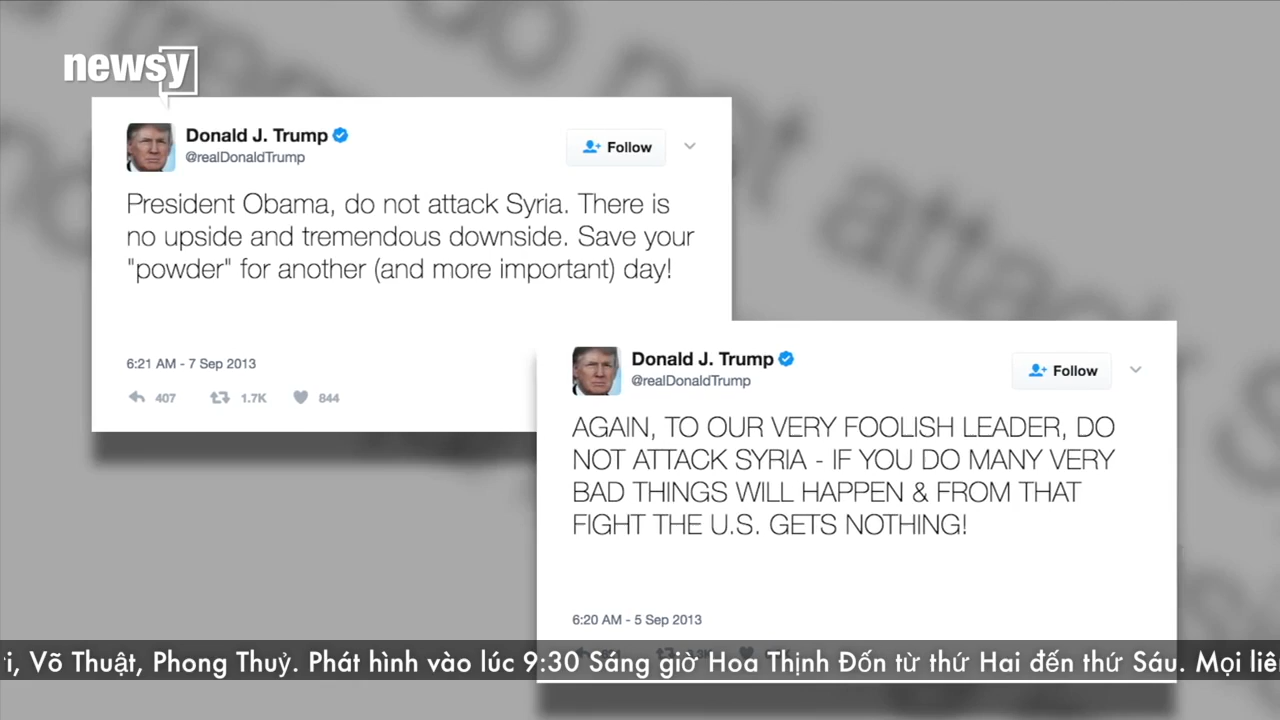 newsy
Donald J. Trump
@realDonaldTrump
Follow
President Obama, do not attack Syria. There is
no upside and tremendous downside. Save your
"powder" for another (and more important) day!
6:21 AM - 7 Sep 2013
407 1.7K 844
Donald J. Trump
@realDonaldTrump
Follow
AGAIN, TO OUR VERY FOOLISH LEADER, DO
NOT ATTACK SYRIA - IF YOU DO MANY VERY
BAD THINGS WILL HAPPEN & FROM THAT
FIGHT THE U.S. GETS NOTHING!
6:20 AM - 5 Sep 2013
Võ Thuật, Phong Thuỷ. Phát hình vào lúc 9:30 Sáng giờ Hoa Thịnh Đốn từ thứ Hai đến thứ Sáu. Mọi